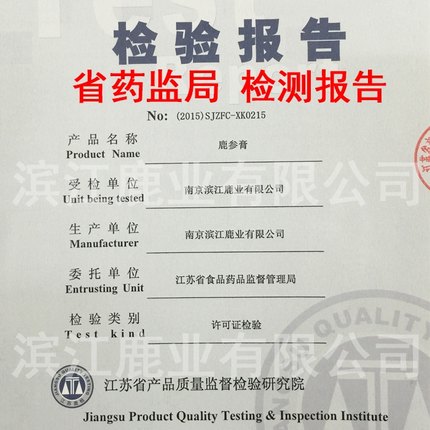 检验报告
省药监局 检测报告
No: (2015)SJZFC-XK0215
产品名称 鹿参膏
Product Name
受检单位 南京滨江鹿业有限公司
Unit being tested
滨江鹿业有限公司
生产单位 南京滨江鹿业有限公司
Manufacturer
委托单位 江苏省食品药品监督管理局
Entrusting Unit
QUALITY
检验类别 许可证检验
Test kind
滨江鹿业有限公司
江苏省产品质量监督检验研究院
Jiangsu Product Quality Testing & Inspection Institute